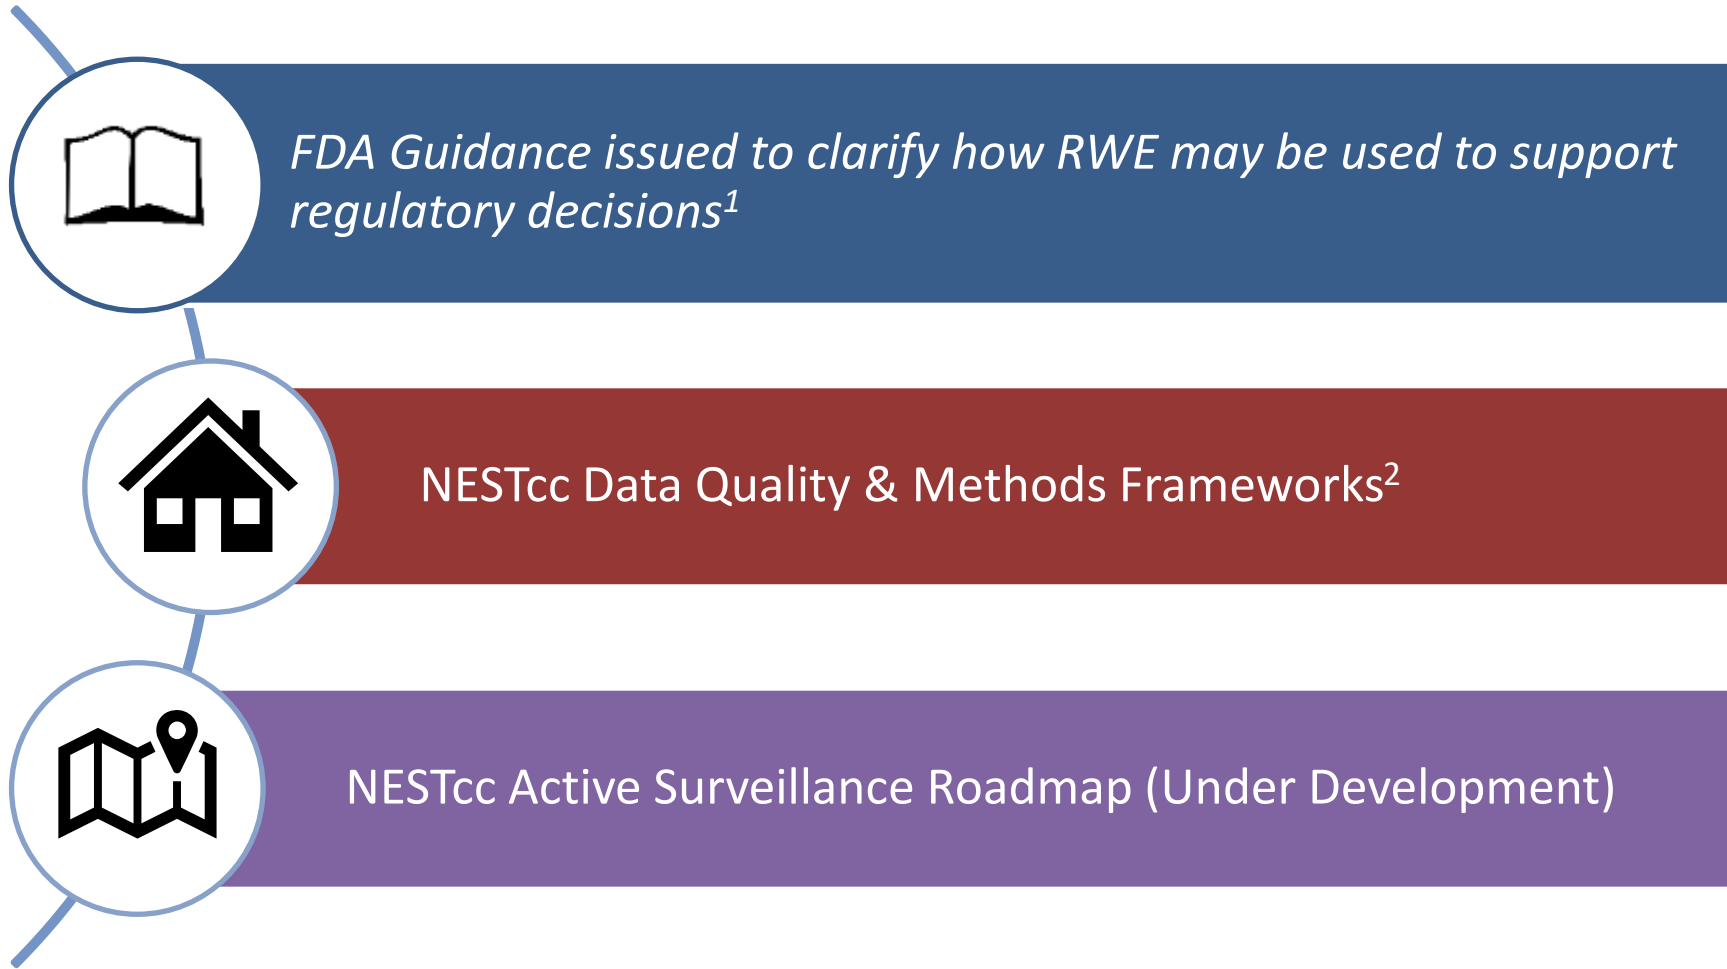 FDA Guidance issued to clarify how RWE may be used to support
regulatory decisions¹
NESTcc Data Quality & Methods Frameworks²
NESTcc Active Surveillance Roadmap (Under Development)